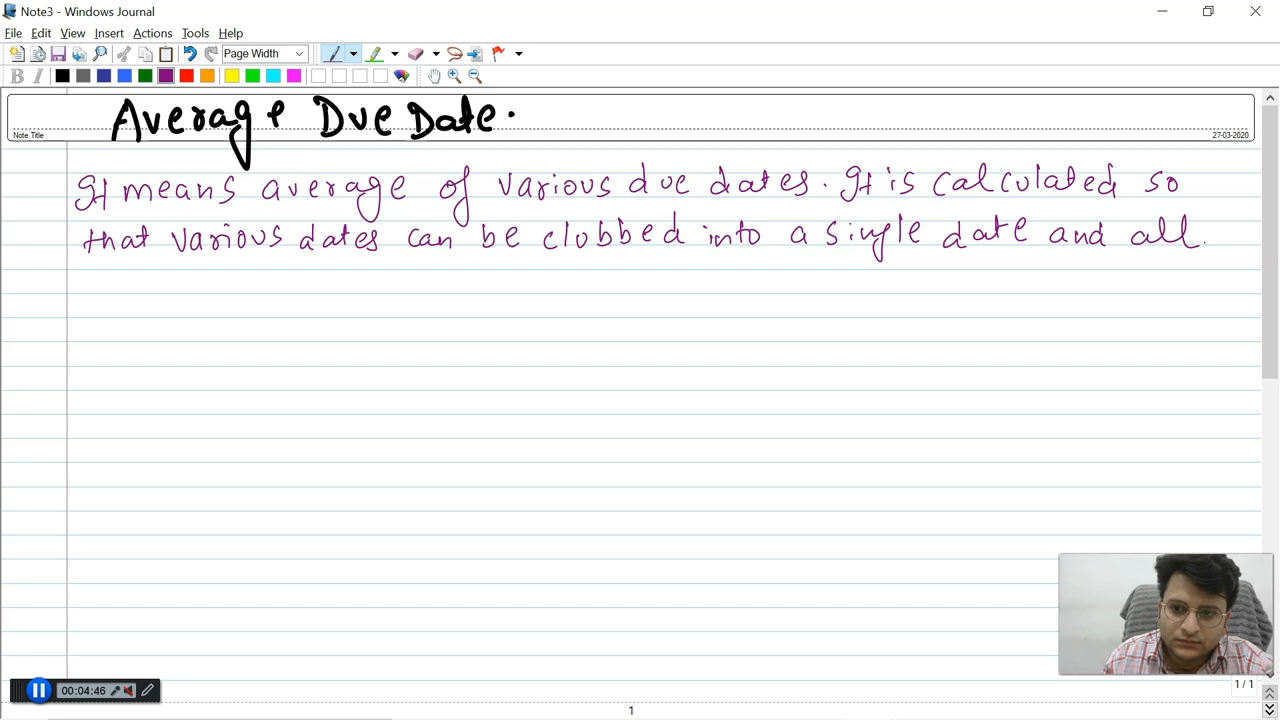 Note3 - Windows Journal
File Edit View Insert Actions Tools Help
Page Width
B I
Average Due Date.
Note Title
27-03-2020
It means average of various due dates. It is calculated so
that various dates can be clubbed into a single date and all.
00:04:46
1 / 1
1